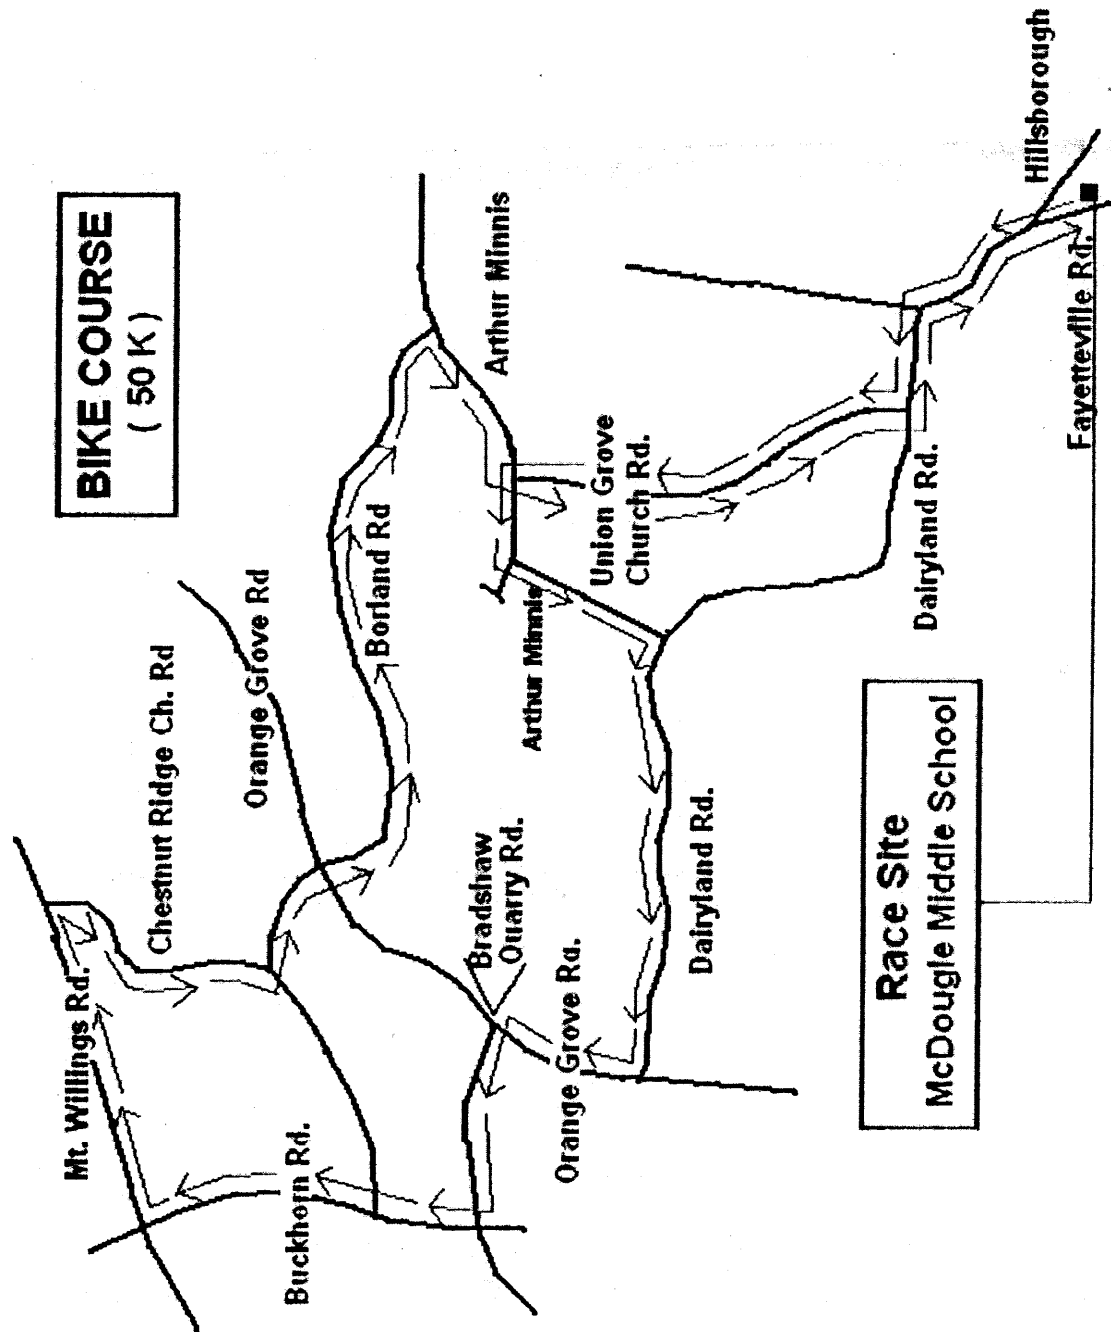 BIKE COURSE
( 50 K )
Mt. Willings Rd.
Chestnut Ridge Ch. Rd
Orange Grove Rd
Buckhorn Rd.
Borland Rd
Arthur Minnis
Bradshaw
Quarry Rd.
Arthur Minnis
Orange Grove Rd.
Union Grove
Church Rd.
Dairyland Rd.
Dairyland Rd.
Hillsborough
Fayetteville Rd.
Race Site
McDougle Middle School